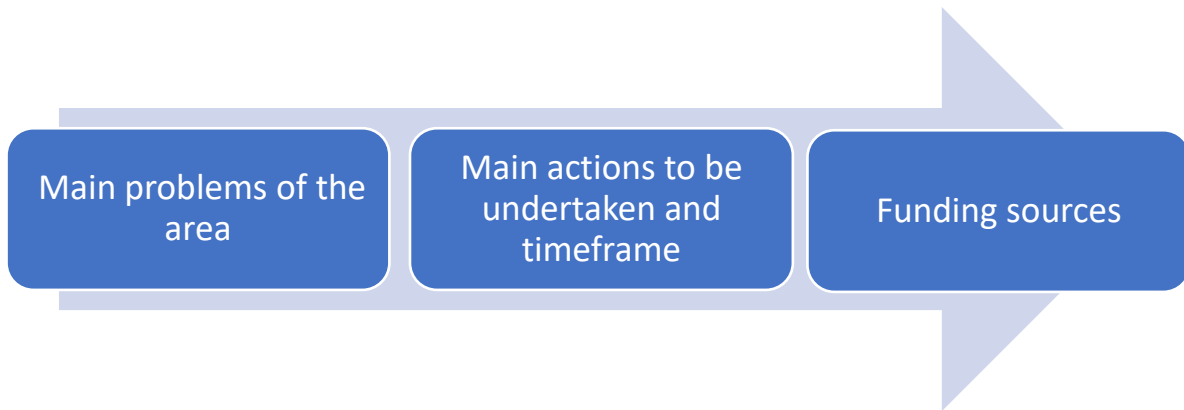 Main problems of the
area
Main actions to be
undertaken and
timeframe
Funding sources